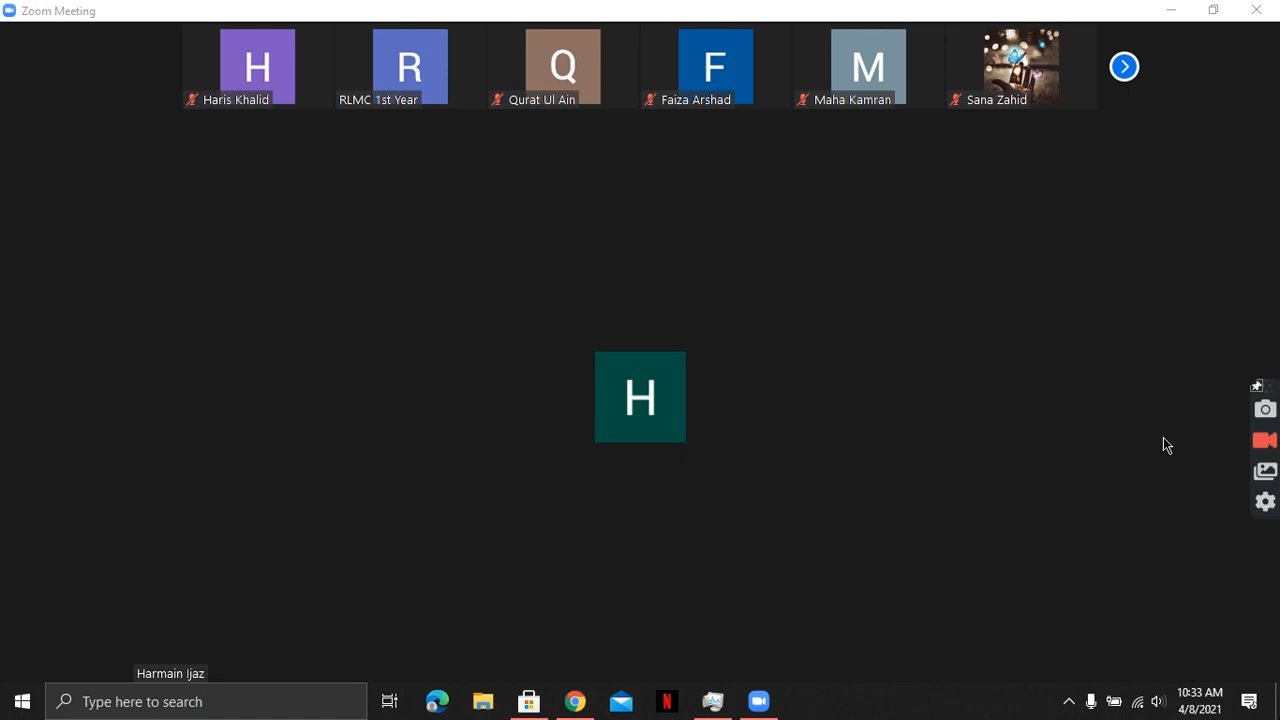 Zoom Meeting
H
R
Q
F
M
Haris Khalid
RLMC 1st Year
Qurat Ul Ain
Faiza Arshad
Maha Kamran
Sana Zahid
H
Harmain Ijaz
Type here to search
N
10:33 AM
4/8/2021